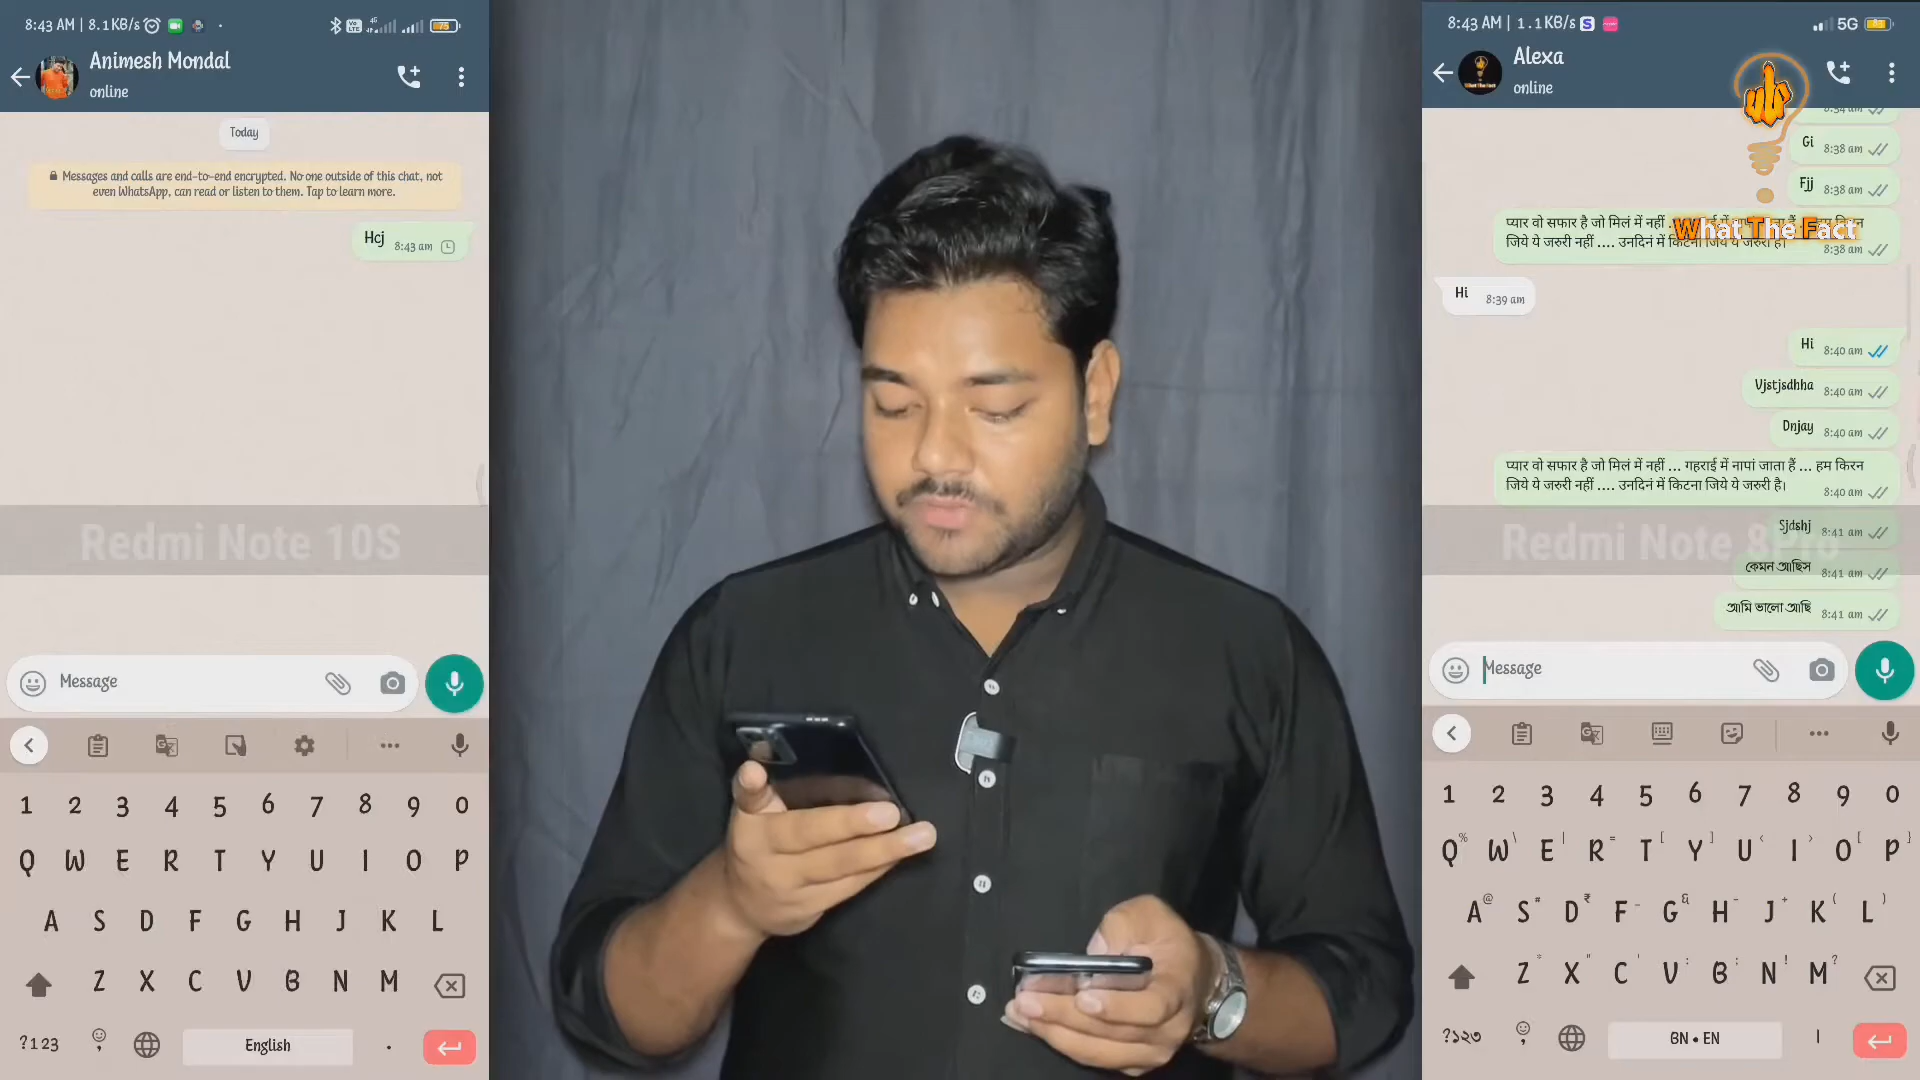 8:43 AM | 8.1KB/s
75
Animesh Mondal
online
Today
Messages and calls are end-to-end encrypted. No one outside of this chat, not
even WhatsApp, can read or listen to them. Tap to learn more.
Hcj 8:43 am
Redmi Note 10S
Message
1 2 3 4 5 6 7 8 9 0
Q W E R T Y U I O P
A S D F G H J K L
Z X C V B N M
?123 , English .
8:43 AM | 1.1KB/s S 5G
Alexa
online
8:34 am
Gi 8:38 am
Fjj 8:38 am
What The Fact
8:38 am
Hi 8:39 am
Hi 8:40 am
Vjstjsdhha 8:40 am
Dnjay 8:40 am
प्यार वो सफार है जो मिलं में नहीं ... गहराई में नापां जाता हैं ... हम किरन
जिये ये जरुरी नहीं .... उनदिनं में किटना जिये ये जरुरी है।
8:40 am
Sjdshj 8:41 am
Redmi Note 8Pro
কেমন আছিস 8:41 am
আমি ভালো আছি 8:41 am
Message
1 2 3 4 5 6 7 8 9 0
Q W E R T Y U I O P
A S D F G H J K L
Z X C V B N M
?১২৩ , BN • EN |